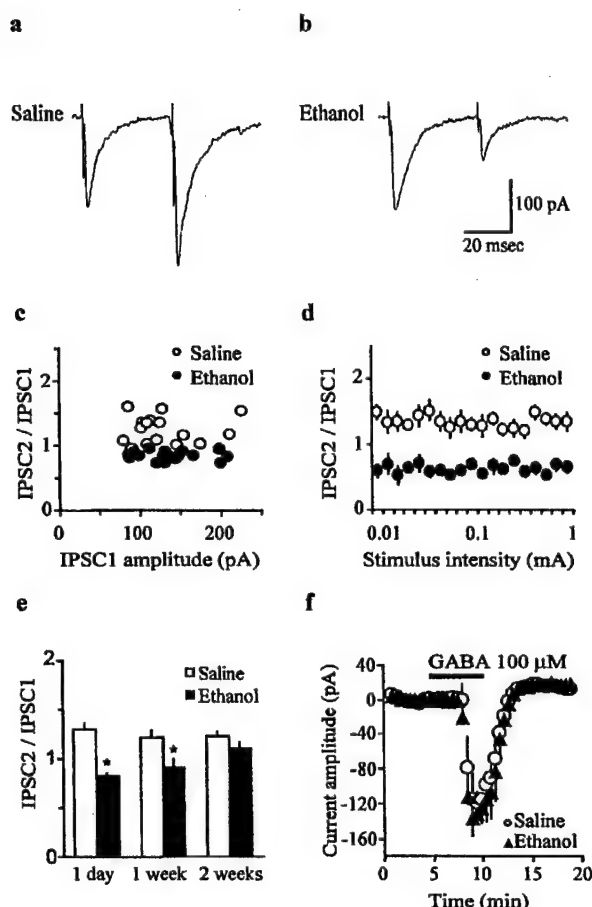 a
b
Saline
Ethanol
100 pA
20 msec
c
d
Saline
Ethanol
IPSC2 / IPSC1
2
1
0
0
100
200
IPSC1 amplitude (pA)
Saline
Ethanol
IPSC2 / IPSC1
2
1
0
0.01
0.1
1
Stimulus intensity (mA)
e
f
Saline
Ethanol
IPSC2 / IPSC1
2
1
0
*
*
1 day
1 week
2 weeks
GABA 100 µM
Current amplitude (pA)
40
0
-40
-80
-120
-160
Saline
Ethanol
0
5
10
15
20
Time (min)